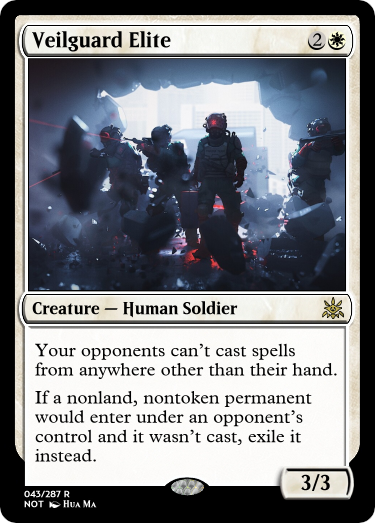 Veilguard Elite 2
Creature — Human Soldier
Your opponents can't cast spells
from anywhere other than their hand.
If a nonland, nontoken permanent
would enter under an opponent's
control and it wasn't cast, exile it
instead.
3/3
043/287 R
NOT HUA MA